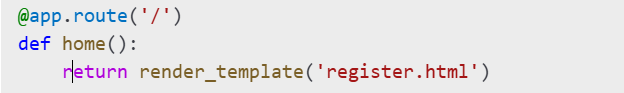 @app.route('/')
def home():
    return render_template('register.html')